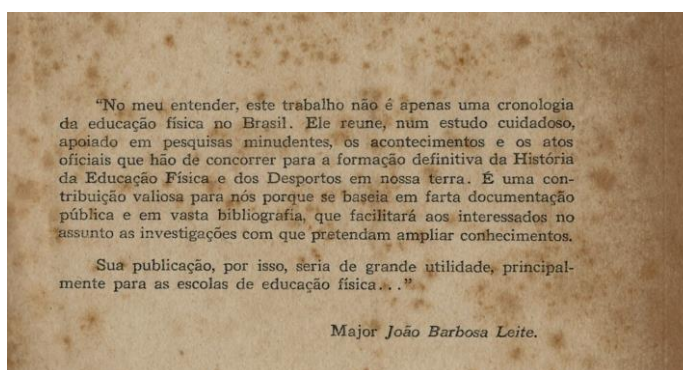 “No meu entender, este trabalho não é apenas uma cronologia
da educação física no Brasil. Ele reune, num estudo cuidadoso,
apoiado em pesquisas minudentes, os acontecimentos e os atos
oficiais que hão de concorrer para a formação definitiva da História
da Educação Física e dos Desportos em nossa terra. É uma con-
tribuição valiosa para nós porque se baseia em farta documentação
pública e em vasta bibliografia, que facilitará aos interessados no
assunto as investigações com que pretendam ampliar conhecimentos.
Sua publicação, por isso, seria de grande utilidade, principal-
mente para as escolas de educação física...”
Major João Barbosa Leite.